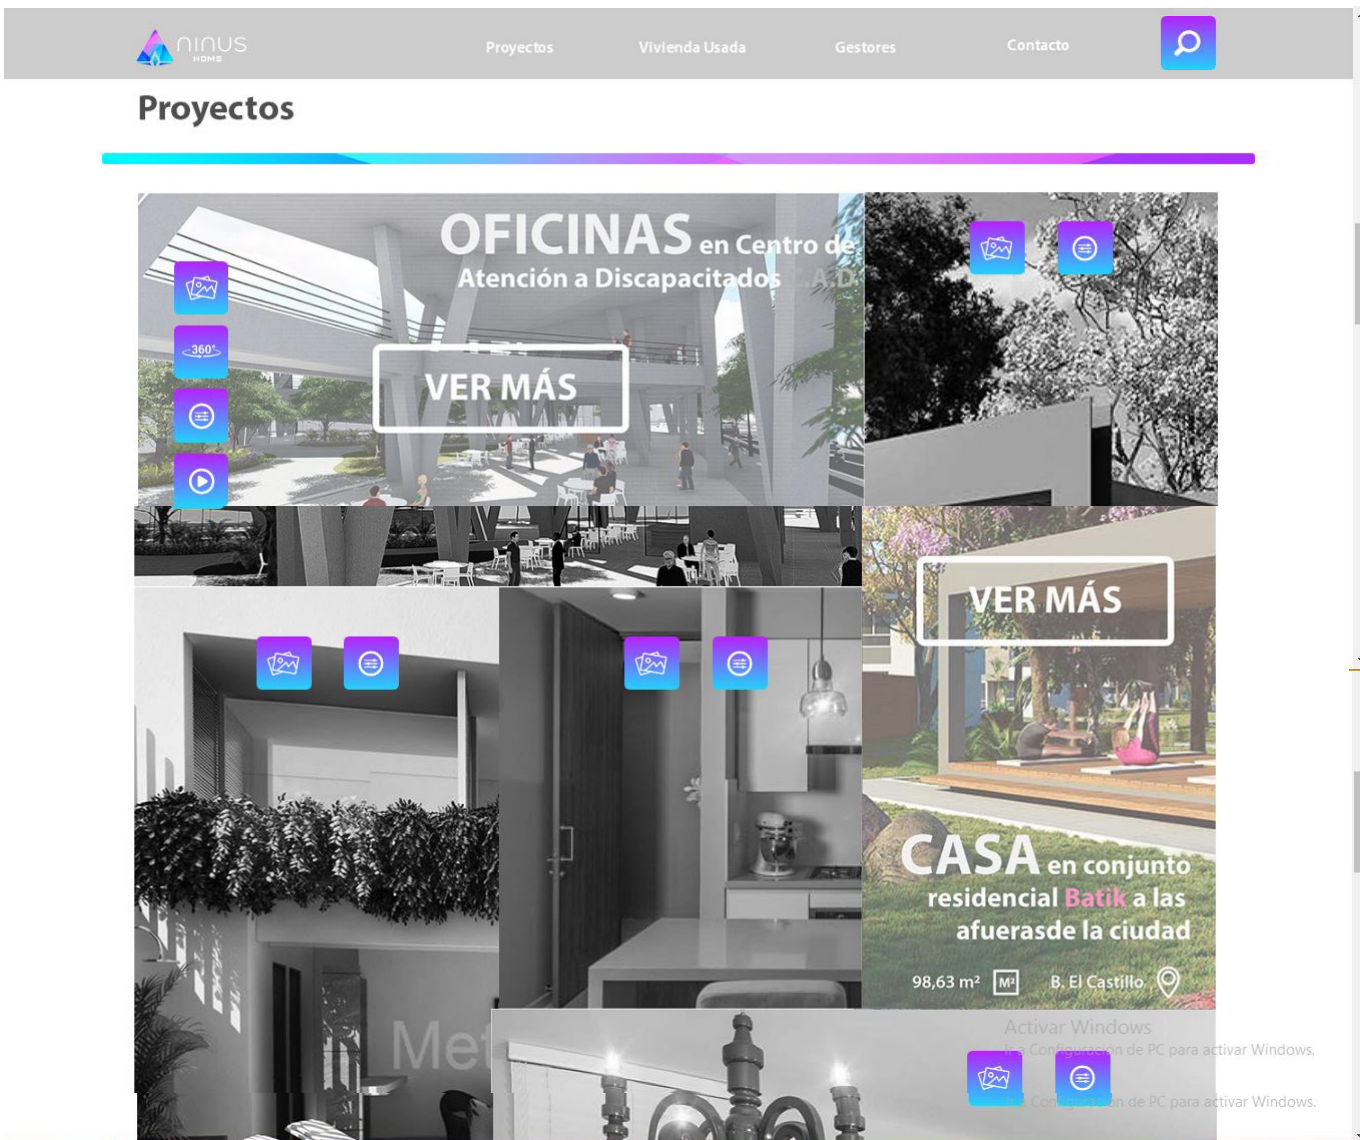 NINUS
HOME
Proyectos
Vivienda Usada
Gestores
Contacto
Proyectos
OFICINAS en Centro de
Atención a Discapacitados C.A.D.
360°
VER MÁS
VER MÁS
CASA en conjunto
residencial Batik a las
afuerasde la ciudad
98,63 m² M² B. El Castillo
Met
Activar Windows
Ir a Configuración de PC para activar Windows.
Ir a Configuración de PC para activar Windows.